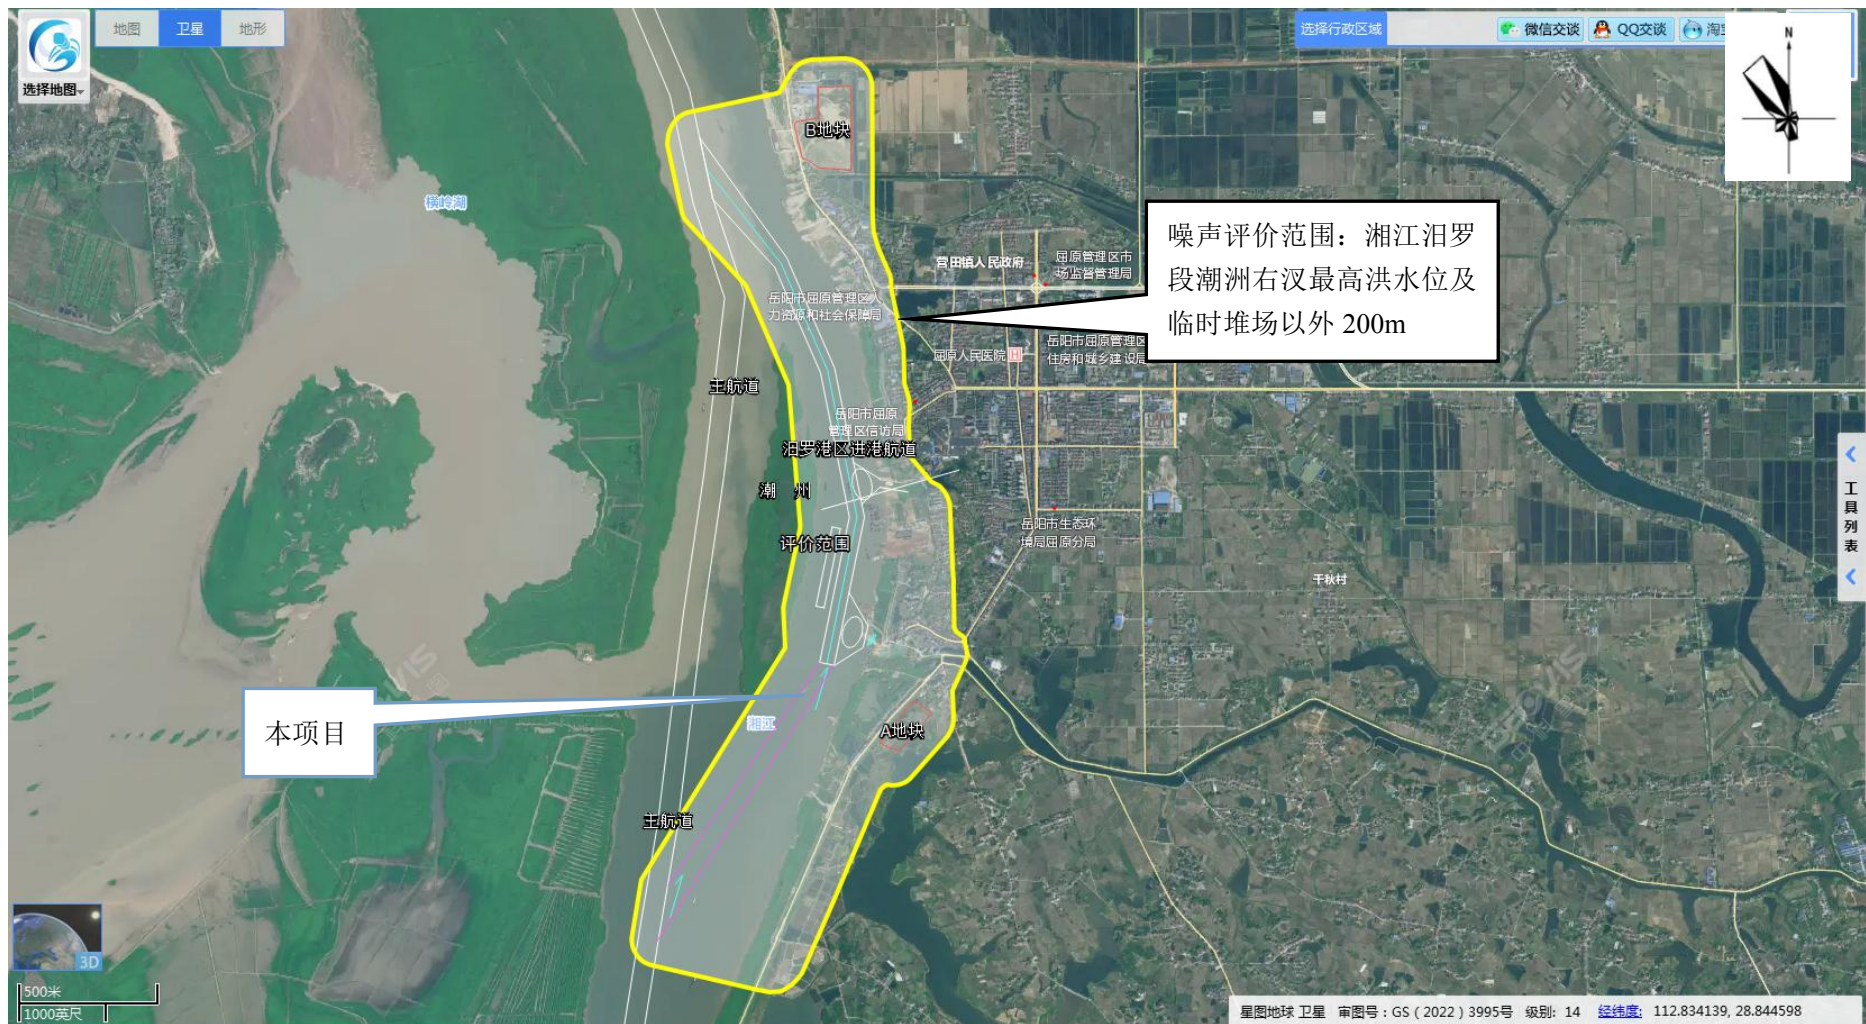 地图
卫星
地形
选择地图
选择行政区域
微信交谈
QQ交谈
N
B地块
横岭湖
噪声评价范围：湘江汨罗
段潮洲右汊最高洪水位及
临时堆场以外 200m
营田镇人民政府
屈原管理区市
场监督管理局
岳阳市屈原管理区人
力资源和社会保障局
岳阳市屈原管理区
住房和城乡建设局
屈原人民医院
H
主航道
岳阳市屈原
管理区信访局
汨罗港区进港航道
潮 州
工具列表
岳阳市生态环
境局屈原分局
评价范围
千秋村
本项目
湘江
A地块
主航道
3D
500米
1000英尺
星图地球 卫星 审图号：GS（2022）3995号 级别: 14 经纬度: 112.834139, 28.844598